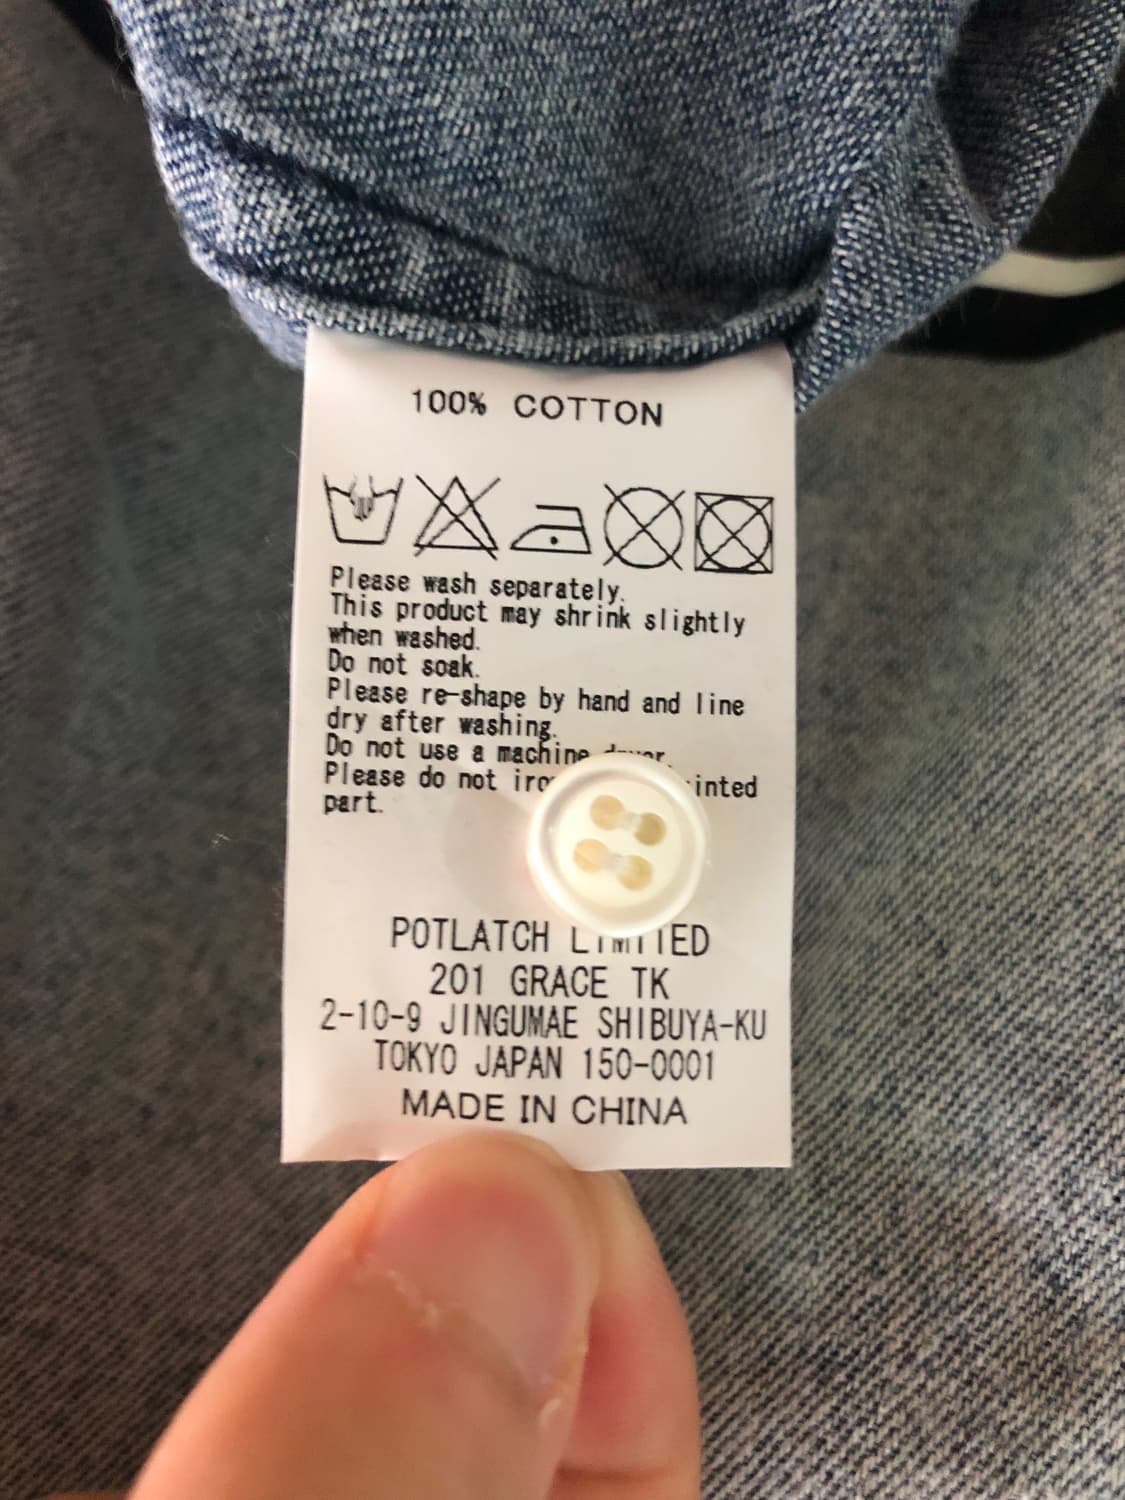 100% COTTON
Please wash separately.
This product may shrink slightly
when washed.
Do not soak.
Please re-shape by hand and line
dry after washing.
Do not use a machine
Please do not
part.
POTLATCH LIMITED
201 GRACE TK
2-10-9 JINGUMAE SHIBUYA-KU
TOKYO JAPAN 150-0001
MADE IN CHINA